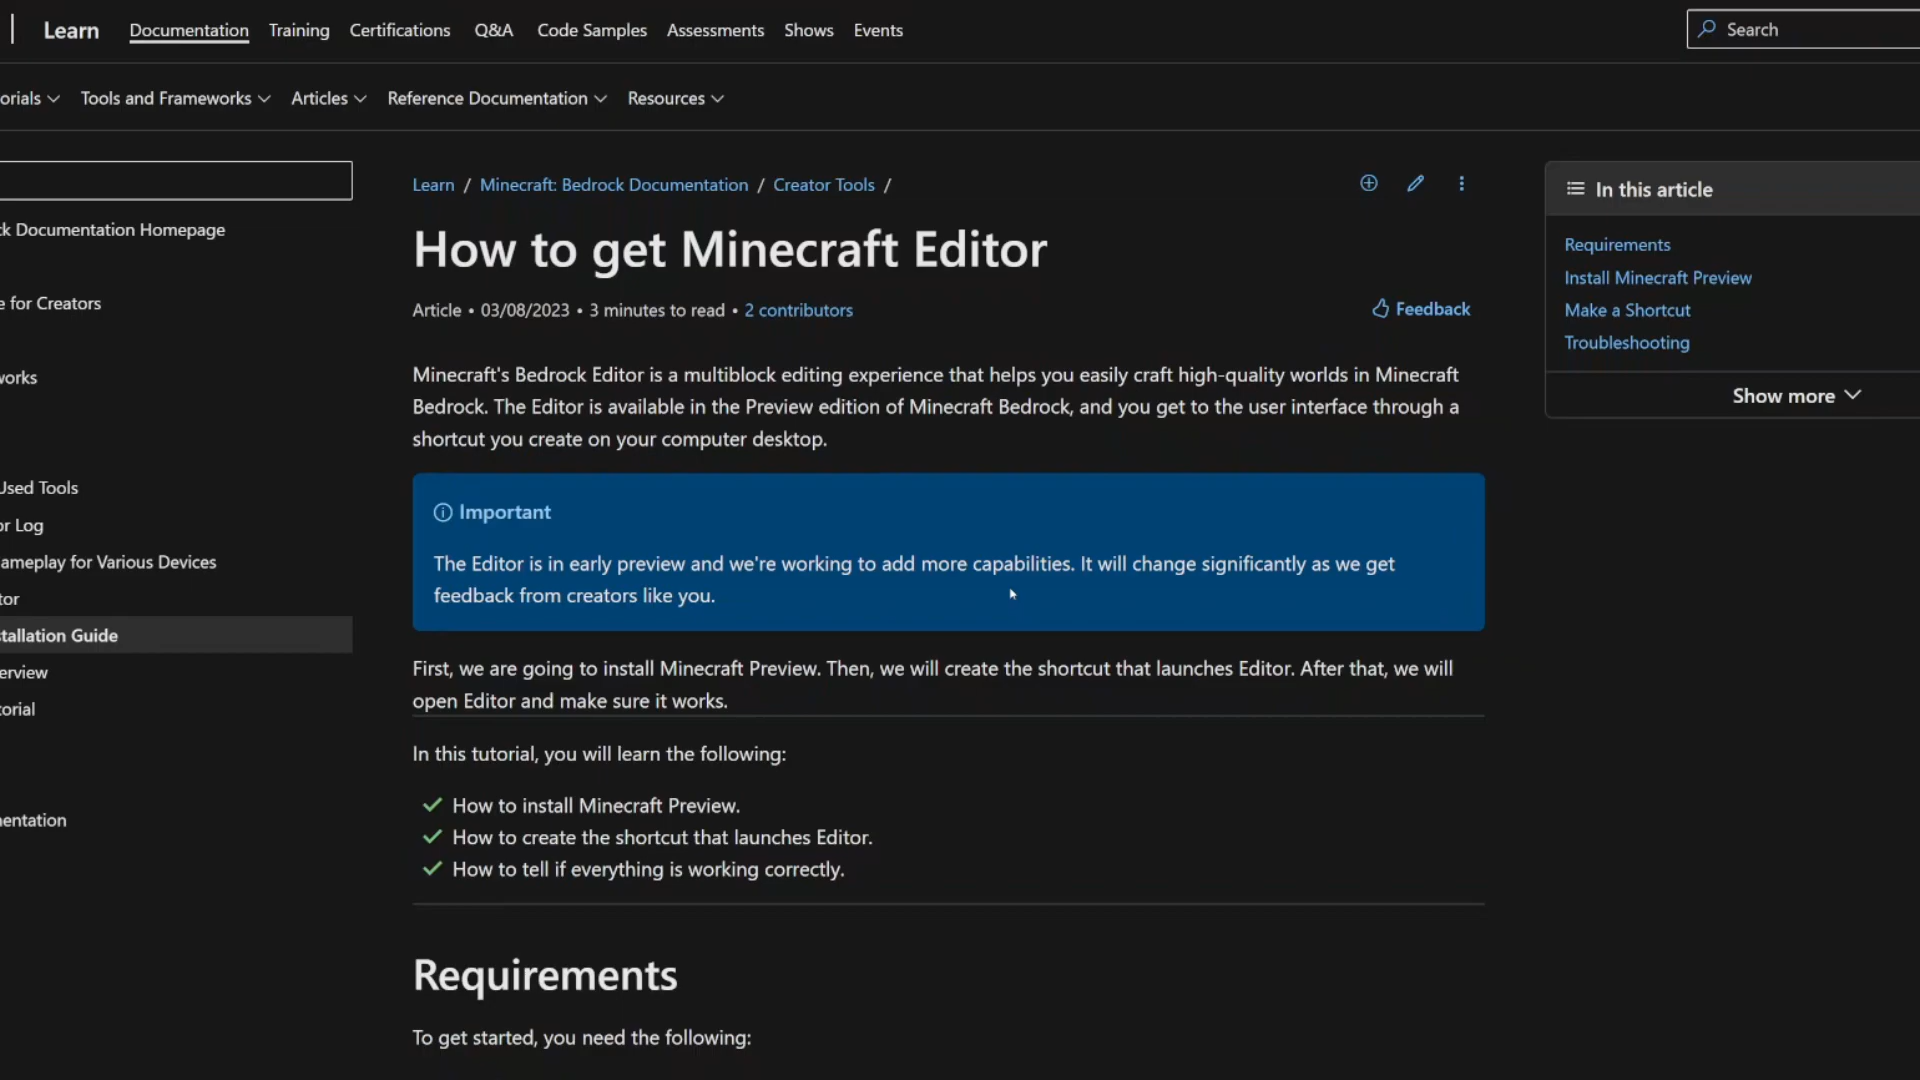 Learn Documentation Training Certifications Q&A Code Samples Assessments Shows Events Search
orials Tools and Frameworks Articles Reference Documentation Resources
Learn / Minecraft: Bedrock Documentation / Creator Tools /
How to get Minecraft Editor
Article • 03/08/2023 • 3 minutes to read • 2 contributors
Feedback
Minecraft's Bedrock Editor is a multiblock editing experience that helps you easily craft high-quality worlds in Minecraft
Bedrock. The Editor is available in the Preview edition of Minecraft Bedrock, and you get to the user interface through a
shortcut you create on your computer desktop.
Important
The Editor is in early preview and we're working to add more capabilities. It will change significantly as we get
feedback from creators like you.
First, we are going to install Minecraft Preview. Then, we will create the shortcut that launches Editor. After that, we will
open Editor and make sure it works.
In this tutorial, you will learn the following:
How to install Minecraft Preview.
How to create the shortcut that launches Editor.
How to tell if everything is working correctly.
Requirements
To get started, you need the following:
ck Documentation Homepage
e for Creators
vorks
Used Tools
or Log
ameplay for Various Devices
tor
stallation Guide
erview
torial
nentation
In this article
Requirements
Install Minecraft Preview
Make a Shortcut
Troubleshooting
Show more